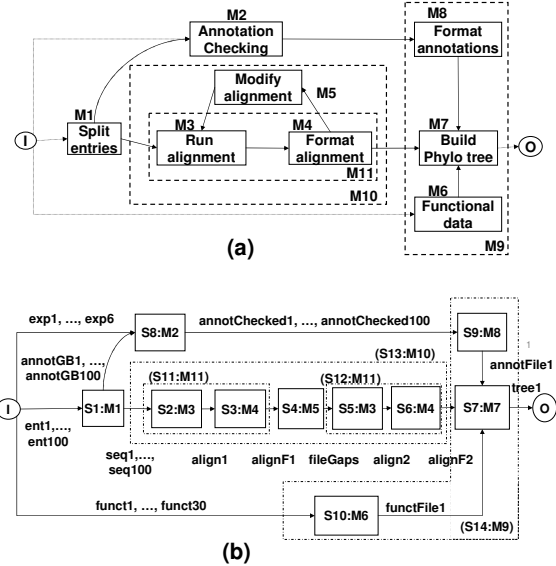 M2
Annotation
Checking
M8
Format
annotations
Modify
alignment
M5
M1
Split
entries
I
M3
Run
alignment
M4
Format
alignment
M11
M10
M7
Build
Phylo tree
O
M6
Functional
data
M9
(a)
exp1, …, exp6
S8:M2
annotChecked1, …, annotChecked100
S9:M8
1
annotGB1, …,
annotGB100
(S13:M10)
(S11:M11)
(S12:M11)
annotFile1
tree1
I
S1:M1
S2:M3
S3:M4
S4:M5
S5:M3
S6:M4
S7:M7
O
ent1,…,
ent100
seq1,…,
seq100
align1
alignF1
fileGaps
align2
alignF2
funct1, …, funct30
S10:M6
functFile1
(S14:M9)
(b)